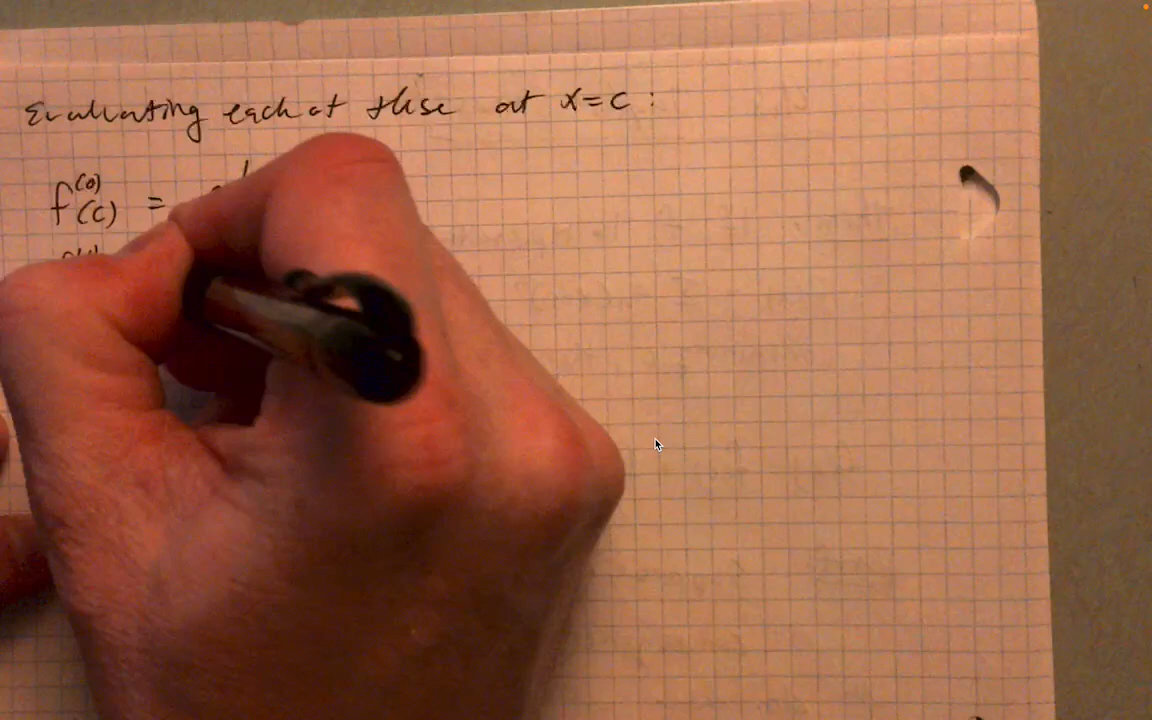 Evaluating each of these at x=c :
f⁽⁰⁾(c) =